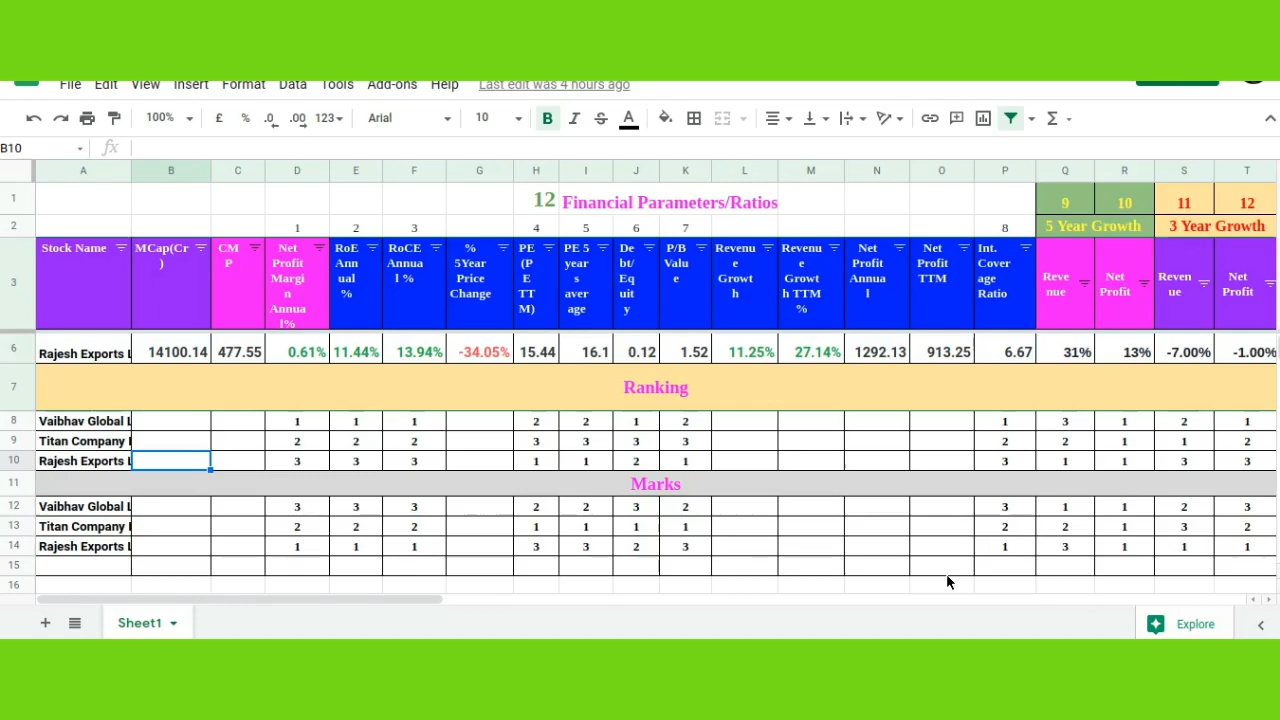 File Edit View Insert Format Data Tools Add-ons Help Last edit was 4 hours ago
100% £ % .0 .00 123 Arial 10 B I S A Σ
B10 fx
A B C D E F G H I J K L M N O P Q R S T
1 12 Financial Parameters/Ratios 9 10 11 12
2 1 2 3 4 5 6 7 8 5 Year Growth 3 Year Growth
3 Stock Name MCap(Cr) CMP Net Profit Margin Annual% RoE Annual % RoCE Annual % % 5Year Price Change PE (PE TTM) PE 5 years average Debt/Equity P/B Value Revenue Growth Revenue Growth TTM % Net Profit Annual Net Profit TTM Int. Coverage Ratio Revenue Net Profit Revenue Net Profit
6 Rajesh Exports L 14100.14 477.55 0.61% 11.44% 13.94% -34.05% 15.44 16.1 0.12 1.52 11.25% 27.14% 1292.13 913.25 6.67 31% 13% -7.00% -1.00%
7 Ranking
8 Vaibhav Global L 1 1 1 2 2 1 2 1 3 1 2 1
9 Titan Company 2 2 2 3 3 3 3 2 2 1 1 2
10 Rajesh Exports L 3 3 3 1 1 2 1 3 1 1 3 3
11 Marks
12 Vaibhav Global L 3 3 3 2 2 3 2 3 1 1 2 3
13 Titan Company 2 2 2 1 1 1 1 2 2 1 3 2
14 Rajesh Exports L 1 1 1 3 3 2 3 1 3 1 1 1
15
16
Sheet1 Explore